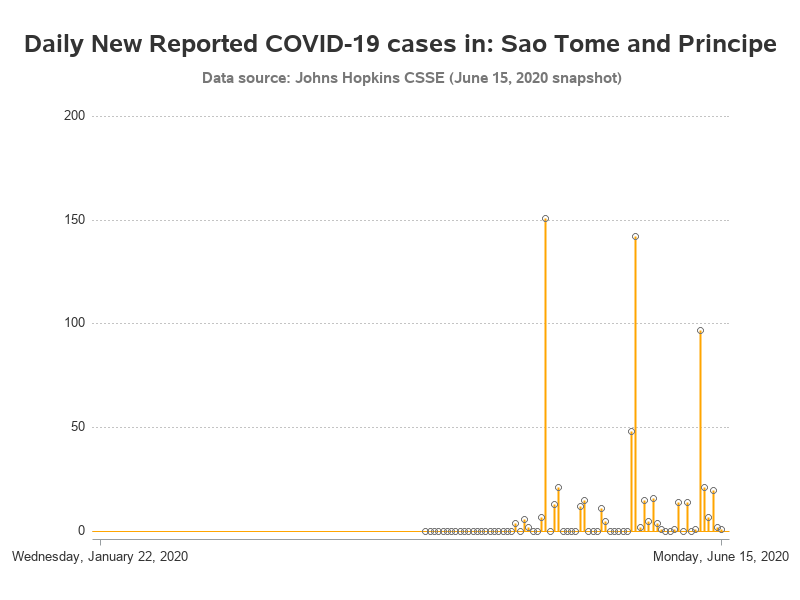 Daily New Reported COVID-19 cases in: Sao Tome and Principe
Data source: Johns Hopkins CSSE (June 15, 2020 snapshot)
200
150
100
50
0
Wednesday, January 22, 2020
Monday, June 15, 2020